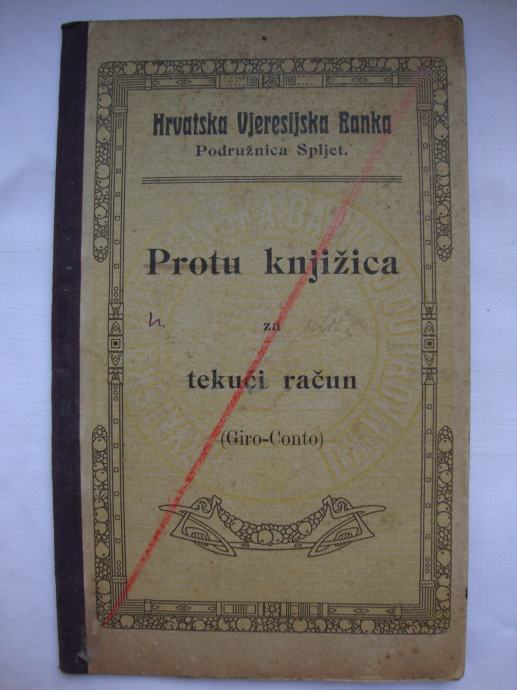 Hrvatska Vjeresijska Banka
Podružnica Spljet.
Protu knjižica
za
tekući račun
(Giro-Conto)